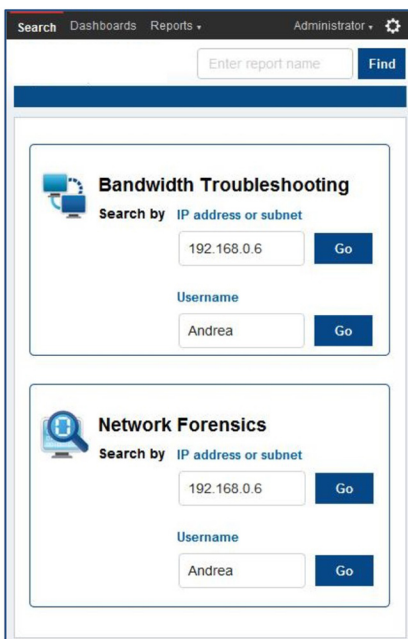 Search Dashboards Reports Administrator
Enter report name Find
Bandwidth Troubleshooting
Search by IP address or subnet
192.168.0.6 Go
Username
Andrea Go
Network Forensics
Search by IP address or subnet
192.168.0.6 Go
Username
Andrea Go